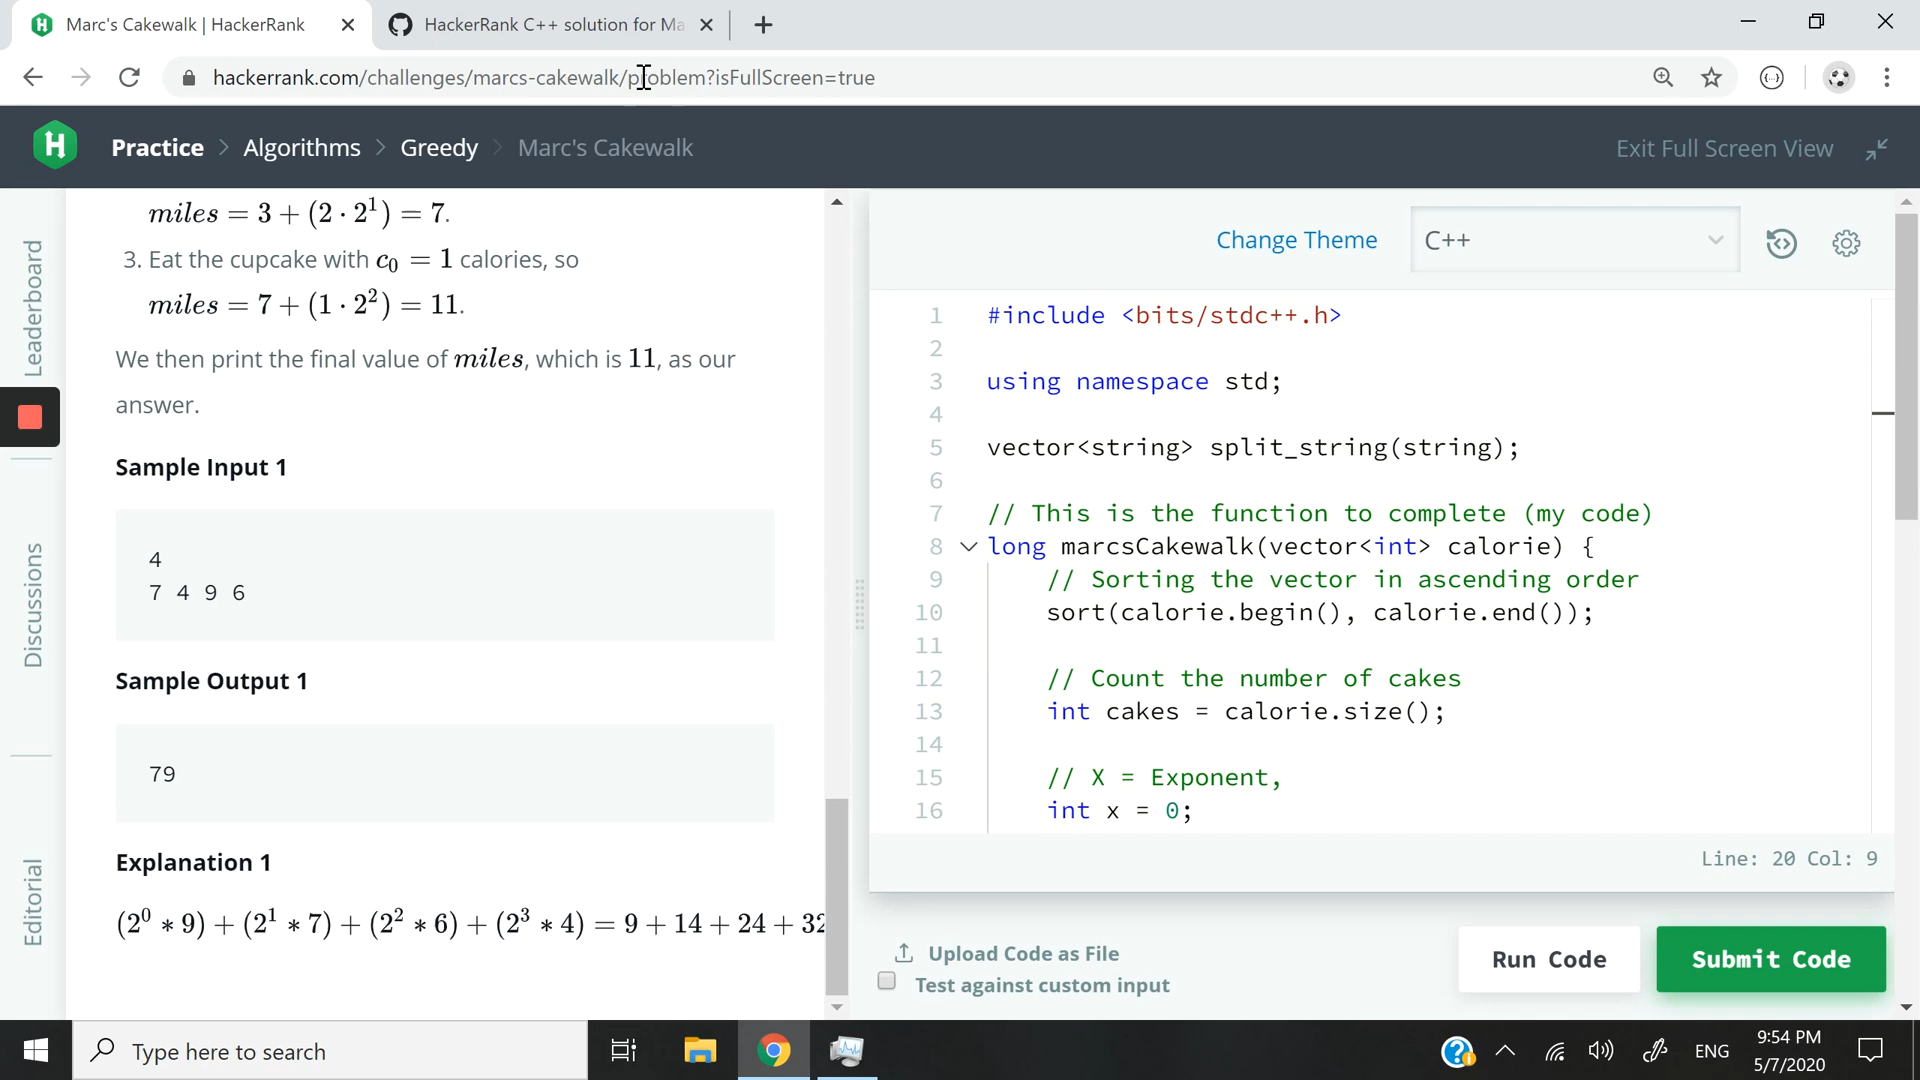 Marc's Cakewalk | HackerRank
HackerRank C++ solution for Ma
hackerrank.com/challenges/marcs-cakewalk/problem?isFullScreen=true
Practice > Algorithms > Greedy > Marc's Cakewalk
Exit Full Screen View
Leaderboard
Discussions
Editorial
miles = 3 + (2 · 2¹) = 7.
3. Eat the cupcake with c₀ = 1 calories, so
miles = 7 + (1 · 2²) = 11.
We then print the final value of miles, which is 11, as our
answer.
Sample Input 1
4
7 4 9 6
Sample Output 1
79
Explanation 1
(2⁰ * 9) + (2¹ * 7) + (2² * 6) + (2³ * 4) = 9 + 14 + 24 + 32
Change Theme
C++
1 #include <bits/stdc++.h>
2
3 using namespace std;
4
5 vector<string> split_string(string);
6
7 // This is the function to complete (my code)
8 long marcsCakewalk(vector<int> calorie) {
9 // Sorting the vector in ascending order
10 sort(calorie.begin(), calorie.end());
11
12 // Count the number of cakes
13 int cakes = calorie.size();
14
15 // X = Exponent,
16 int x = 0;
Line: 20 Col: 9
Upload Code as File
Test against custom input
Run Code
Submit Code
Type here to search
ENG
9:54 PM
5/7/2020